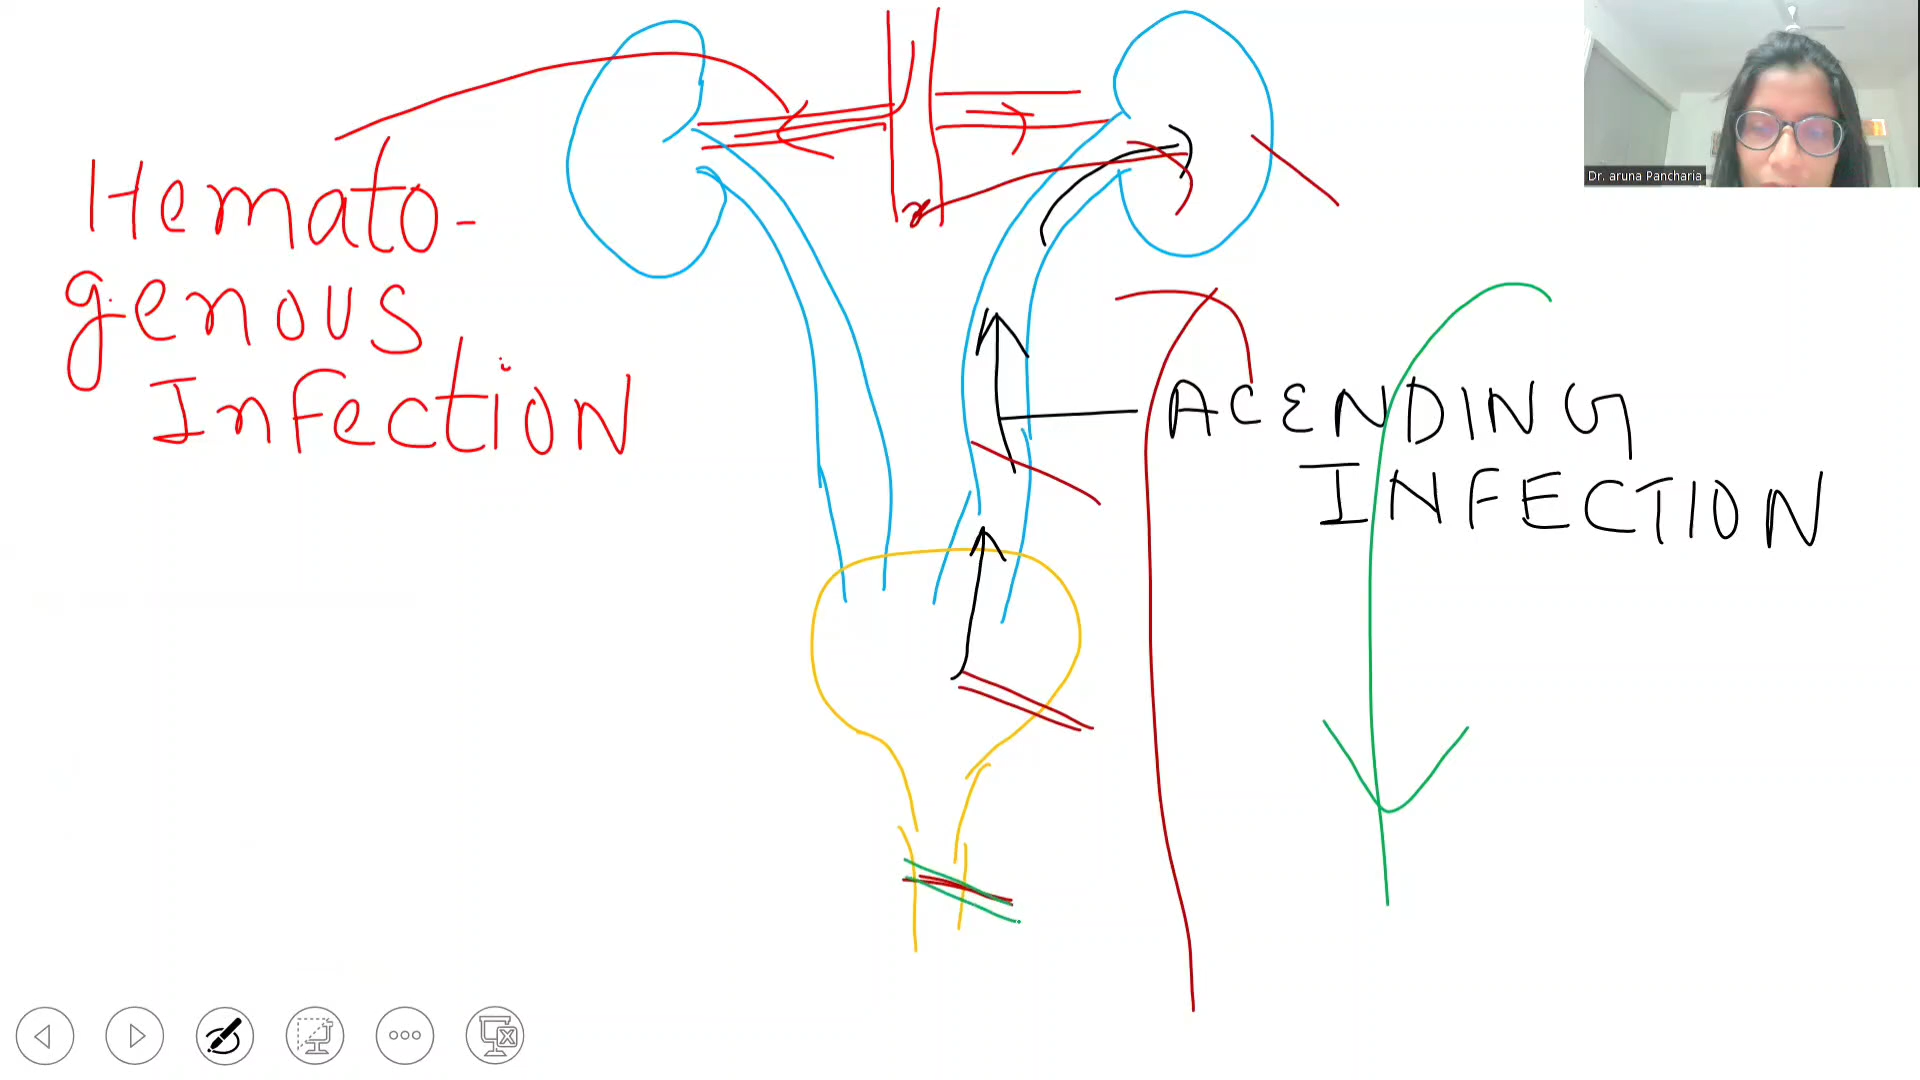 Dr. aruna Pancharia
Hemato-
genous
Infection
ACENDING
INFECTION